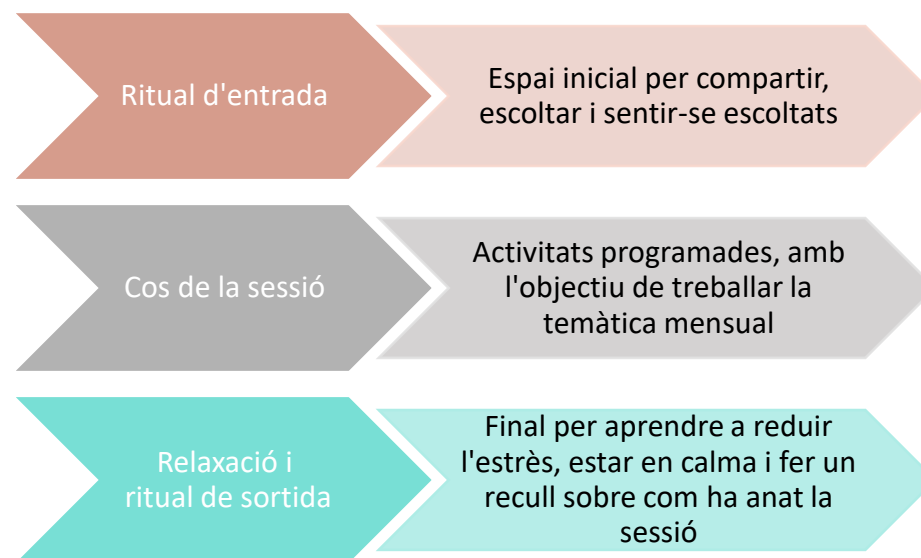 Ritual d'entrada
Espai inicial per compartir,
escoltar i sentir-se escoltats
Cos de la sessió
Activitats programades, amb
l'objectiu de treballar la
temàtica mensual
Relaxació i
ritual de sortida
Final per aprendre a reduir
l'estrès, estar en calma i fer un
recull sobre com ha anat la
sessió